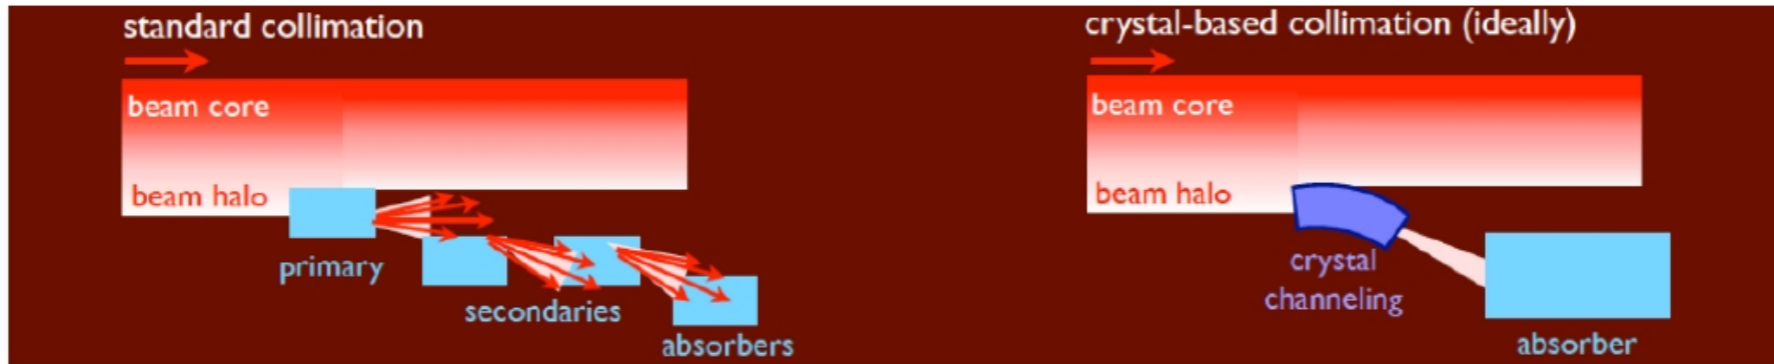 standard collimation
beam core
beam halo
primary
secondaries
absorbers
crystal-based collimation (ideally)
beam core
beam halo
crystal
channeling
absorber